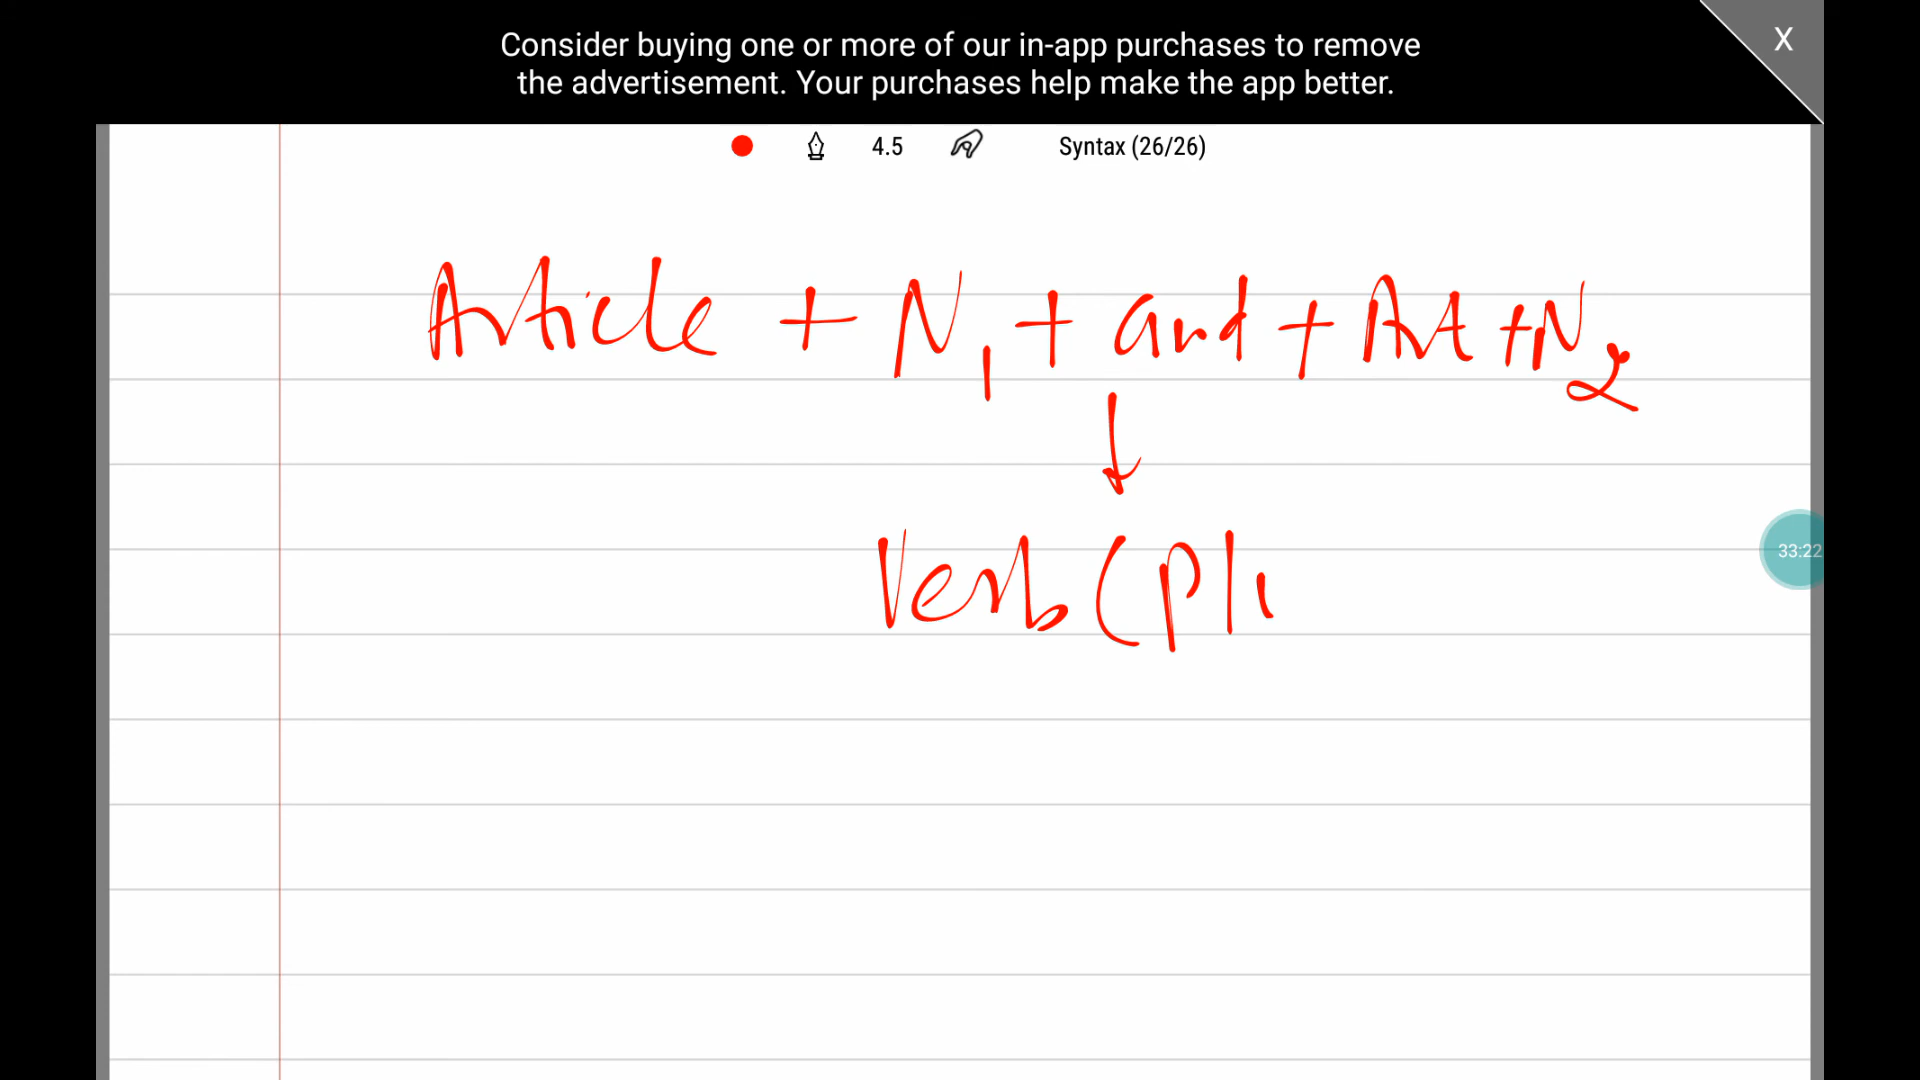 Consider buying one or more of our in-app purchases to remove
the advertisement. Your purchases help make the app better.
X
4.5 Syntax (26/26)
Article + N1 + and + Art + N2
33:22
Verb (Pl